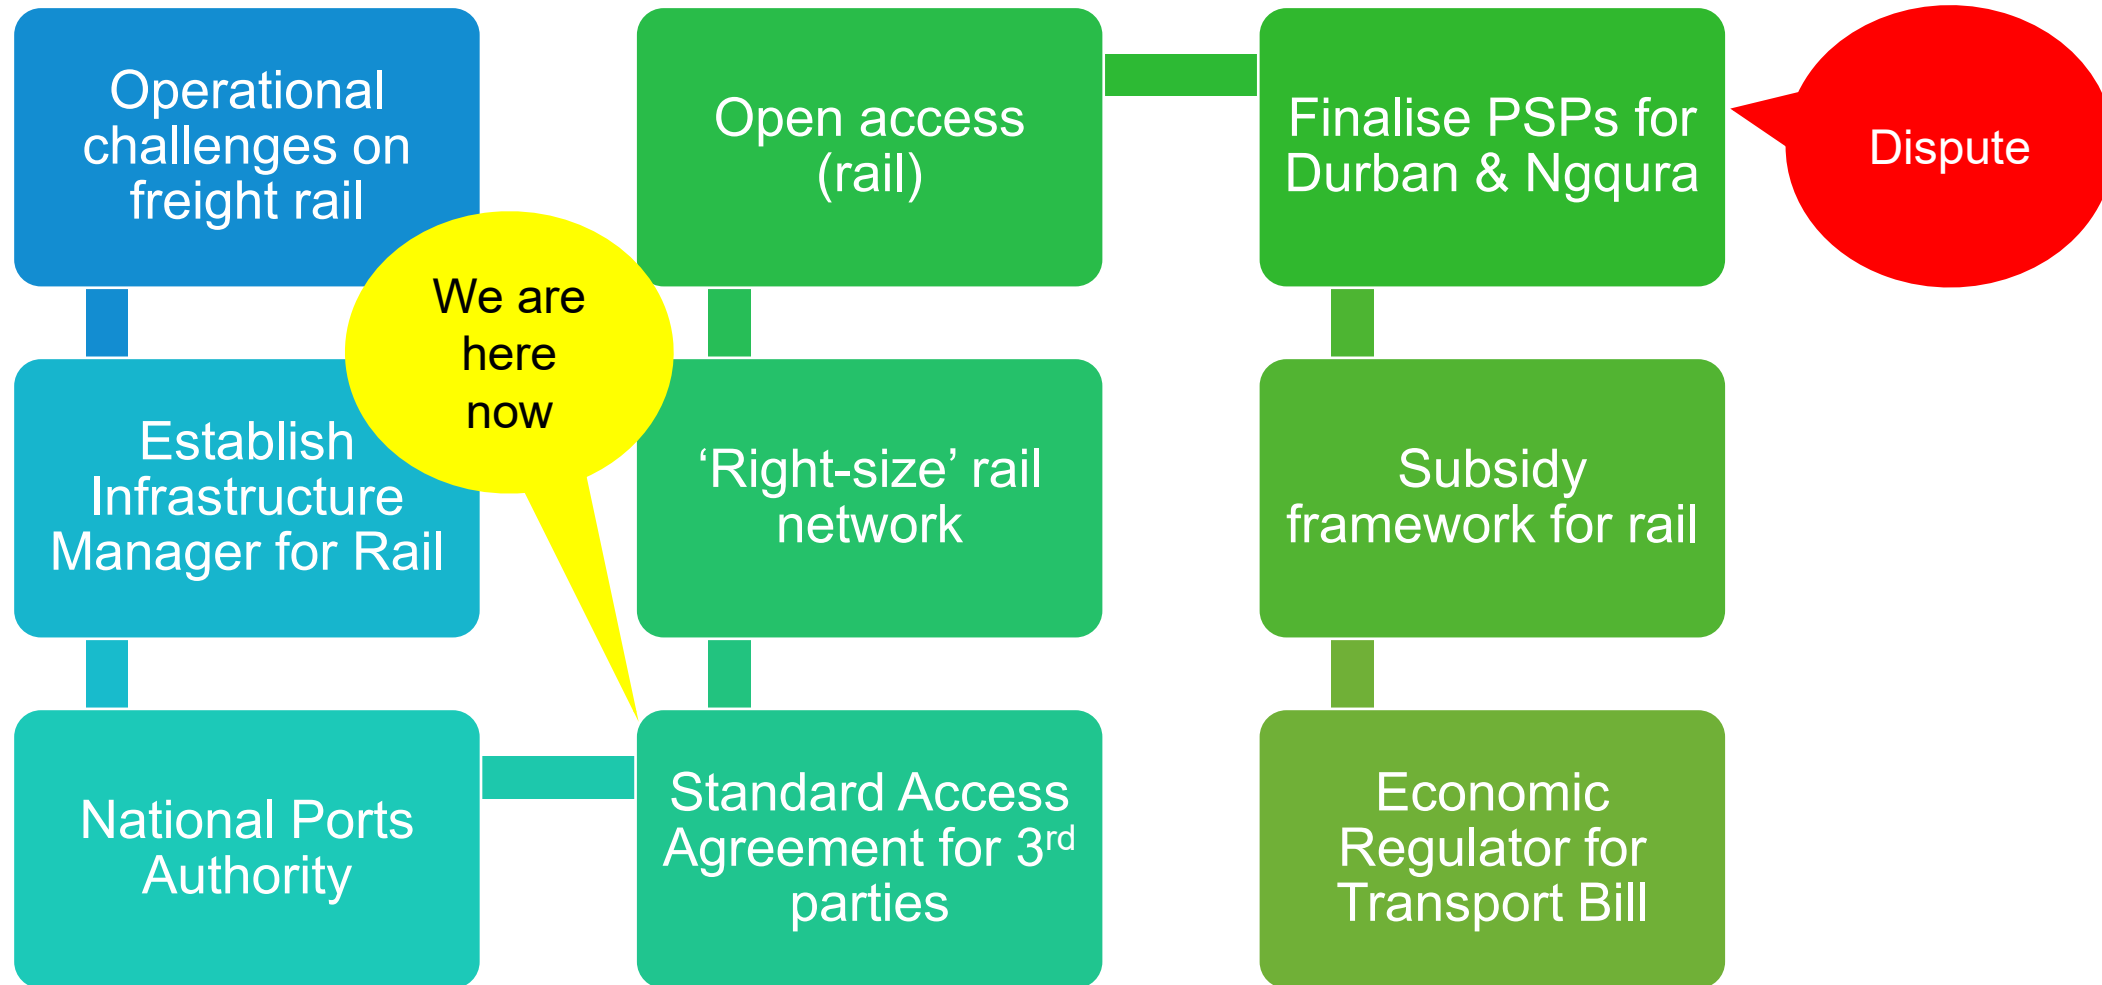 Operational
challenges on
freight rail
Establish
Infrastructure
Manager for Rail
National Ports
Authority
We are
here
now
Standard Access
Agreement for 3rd
parties
‘Right-size’ rail
network
Open access
(rail)
Finalise PSPs for
Durban & Ngqura
Dispute
Subsidy
framework for rail
Economic
Regulator for
Transport Bill